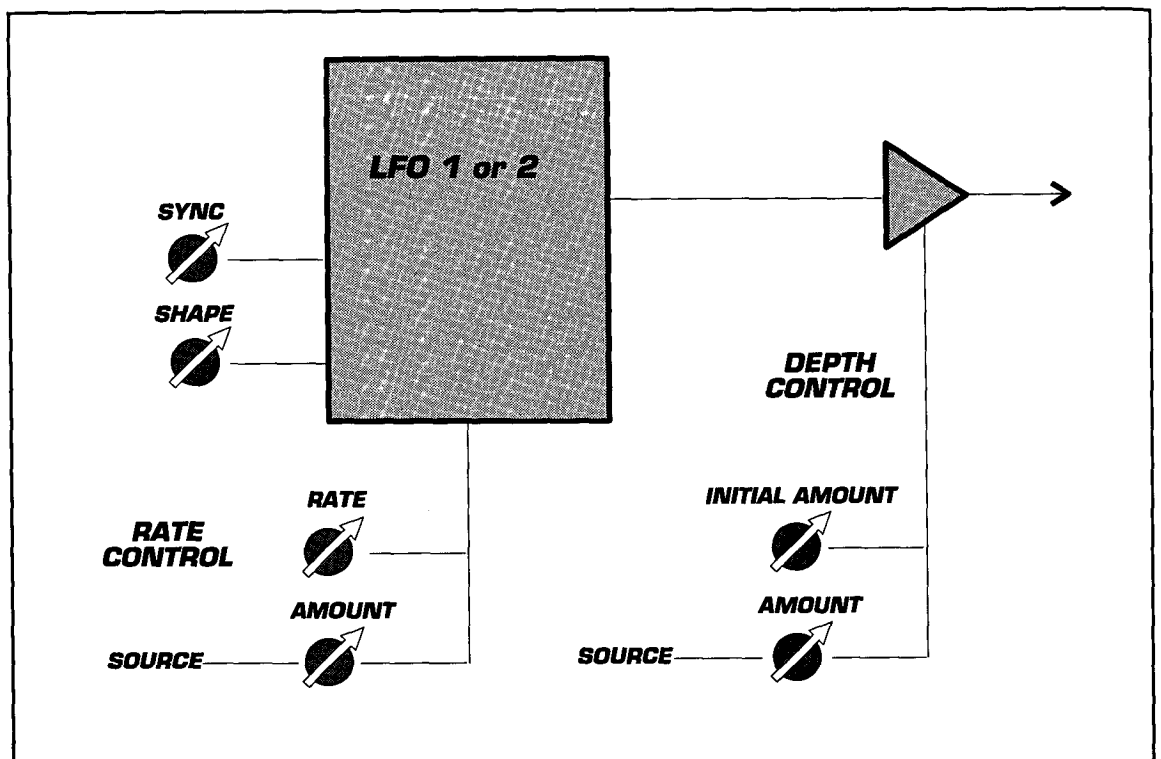 LFO 1 or 2
SYNC
SHAPE
DEPTH
CONTROL
RATE
INITIAL AMOUNT
RATE
CONTROL
AMOUNT
AMOUNT
SOURCE
SOURCE